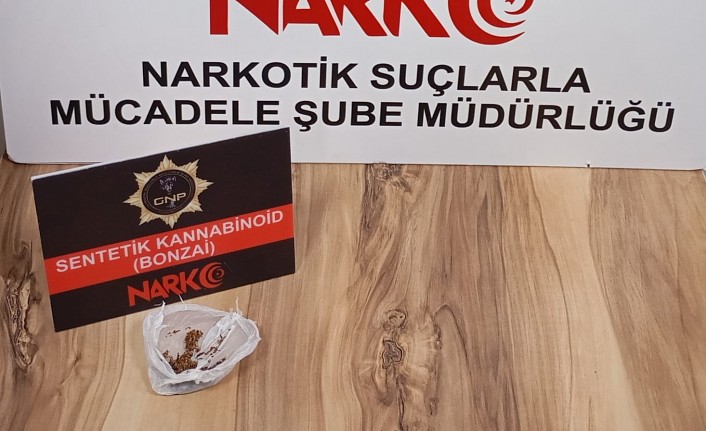 NARKO
NARKOTİK SUÇLARLA
MÜCADELE ŞUBE MÜDÜRLÜĞÜ
GNP
SENTETİK KANNABİNOİD
(BONZAİ)
NARKO